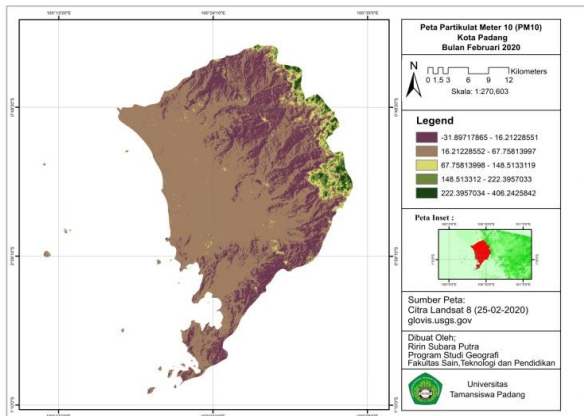 Peta Partikulat Meter 10 (PM10)
Kota Padang
Bulan Februari 2020
N
Kilometers
0 1.5 3 6 9 12
Skala: 1:270,603
Legend
-31.89717865 - 16.21228551
16.21228552 - 67.75813997
67.75813998 - 148.5133119
148.513312 - 222.3957033
222.3957034 - 406.2425842
Peta Inset :
Sumber Peta:
Citra Landsat 8 (25-02-2020)
glovis.usgs.gov
Dibuat Oleh;
Ririn Subara Putra
Program Studi Geografi
Fakultas Sain,Teknologi dan Pendidikan
Universitas
Tamansiswa Padang